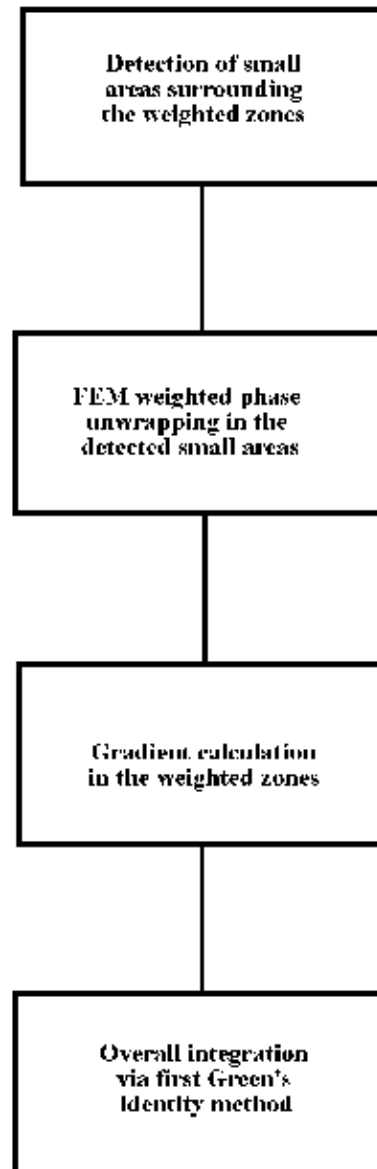 Detection of small
areas surrounding
the weighted zones
FEM weighted phase
unwrapping in the
detected small areas
Gradient calculation
in the weighted zones
Overall integration
via first Green's
identity method